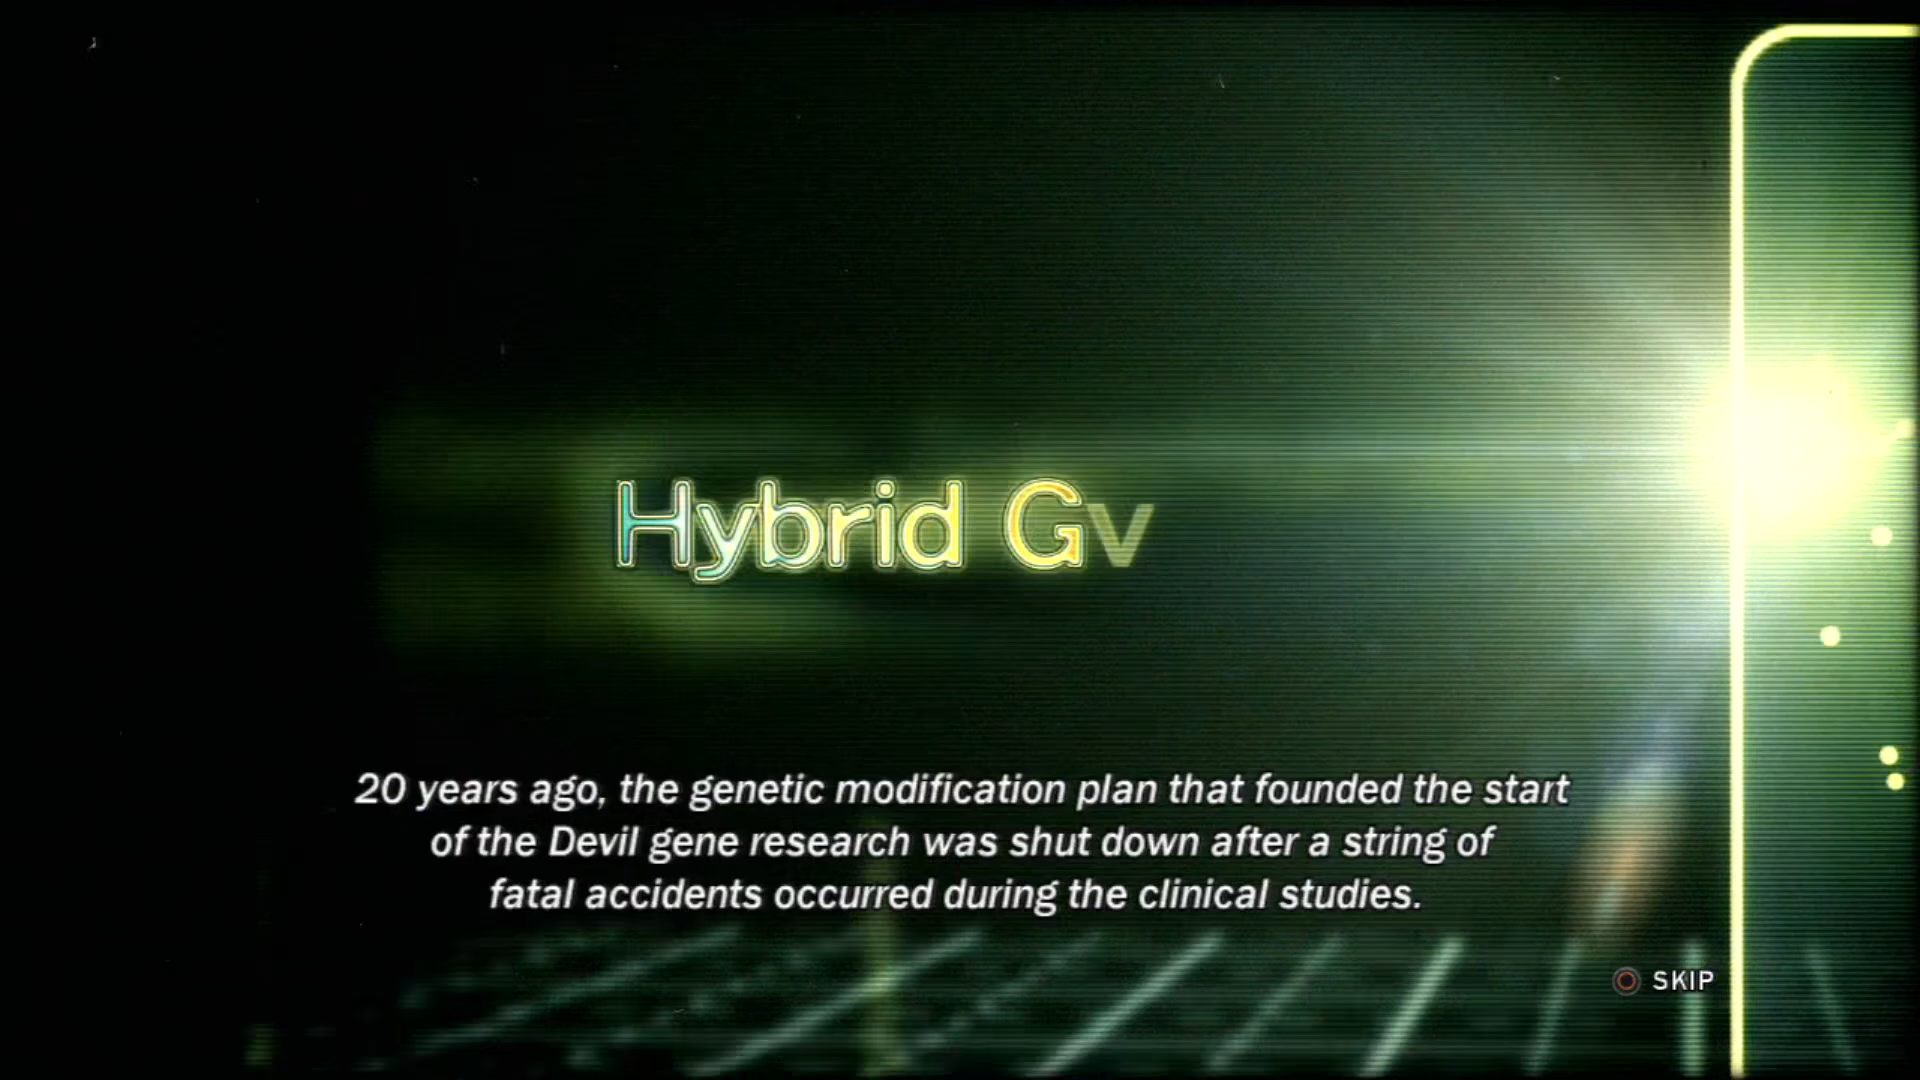 Hybrid Gv
20 years ago, the genetic modification plan that founded the start
of the Devil gene research was shut down after a string of
fatal accidents occurred during the clinical studies.
SKIP